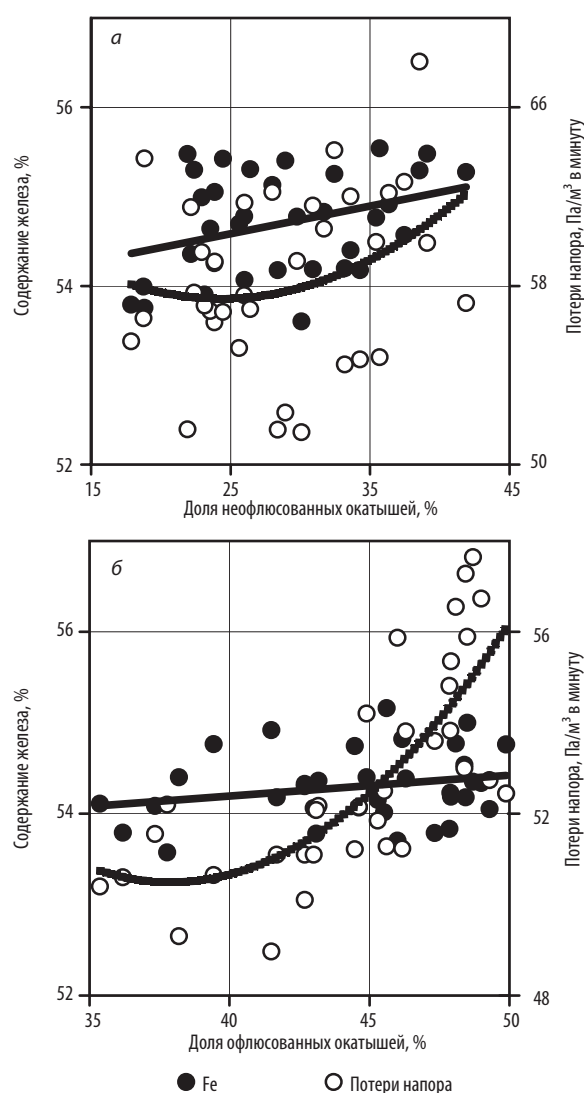 а
56
54
52
Содержание железа, %
66
58
50
Потери напора, Па/м³ в минуту
15 25 35 45
Доля неофлюсованных окатышей, %
б
56
54
52
Содержание железа, %
56
52
48
Потери напора, Па/м³ в минуту
35 40 45 50
Доля офлюсованных окатышей, %
Fe Потери напора